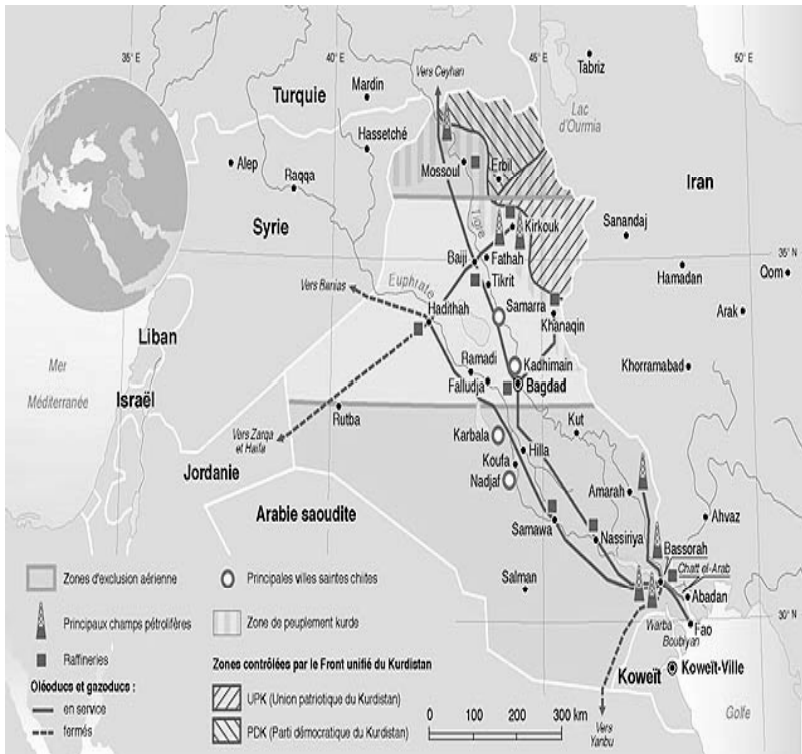 35° E
40° E
45° E
50° E
Vers Ceyhan
Tabriz
Turquie
Mardin
Lac
d'Ourmia
Hassetché
Alep
Mossoul
Erbil
Raqqa
Iran
Syrie
Tigre
Kirkouk
Sanandaj
35° N
Baiji
Fathah
Hamadan
Qom
Tikrit
Vers Banias
Euphrate
Samarra
Hadithah
Khanaqin
Arak
Liban
Mer
Méditerranée
Ramadi
Kadhimain
Khorramabad
Falludja
Bagdad
Israël
Rutba
Kut
Vers Zarqa
et Haïfa
Karbala
Hilla
Jordanie
Koufa
Nadjaf
Amarah
Arabie saoudite
Ahvaz
Samawa
Nassiriya
Bassorah
Chatt el-Arab
Salman
Abadan
30° N
Warba
Fao
Boubiyan
Koweït
Koweït-Ville
Golfe
Vers
Yanbu
Zones d'exclusion aérienne
Principaux champs pétrolifères
Raffineries
Oléoducs et gazoducs :
en service
fermés
Principales villes saintes chiites
Zone de peuplement kurde
Zones contrôlées par le Front unifié du Kurdistan
UPK (Union patriotique du Kurdistan)
PDK (Parti démocratique du Kurdistan)
0 100 200 300 km